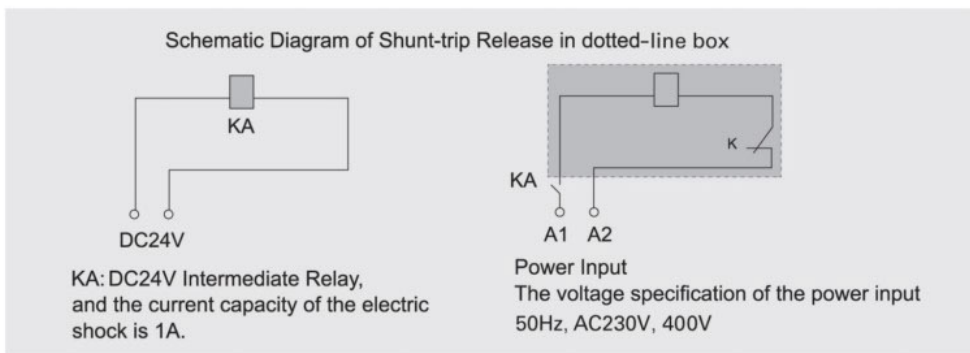 Schematic Diagram of Shunt-trip Release in dotted-line box
KA
DC24V
KA: DC24V Intermediate Relay,
and the current capacity of the electric
shock is 1A.
K
KA
A1 A2
Power Input
The voltage specification of the power input
50Hz, AC230V, 400V